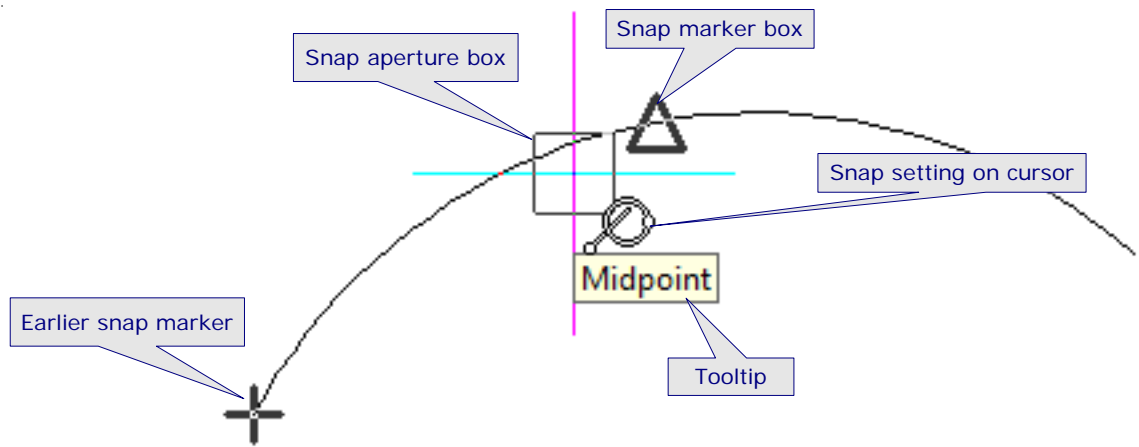 Snap marker box
Snap aperture box
Snap setting on cursor
Midpoint
Earlier snap marker
Tooltip